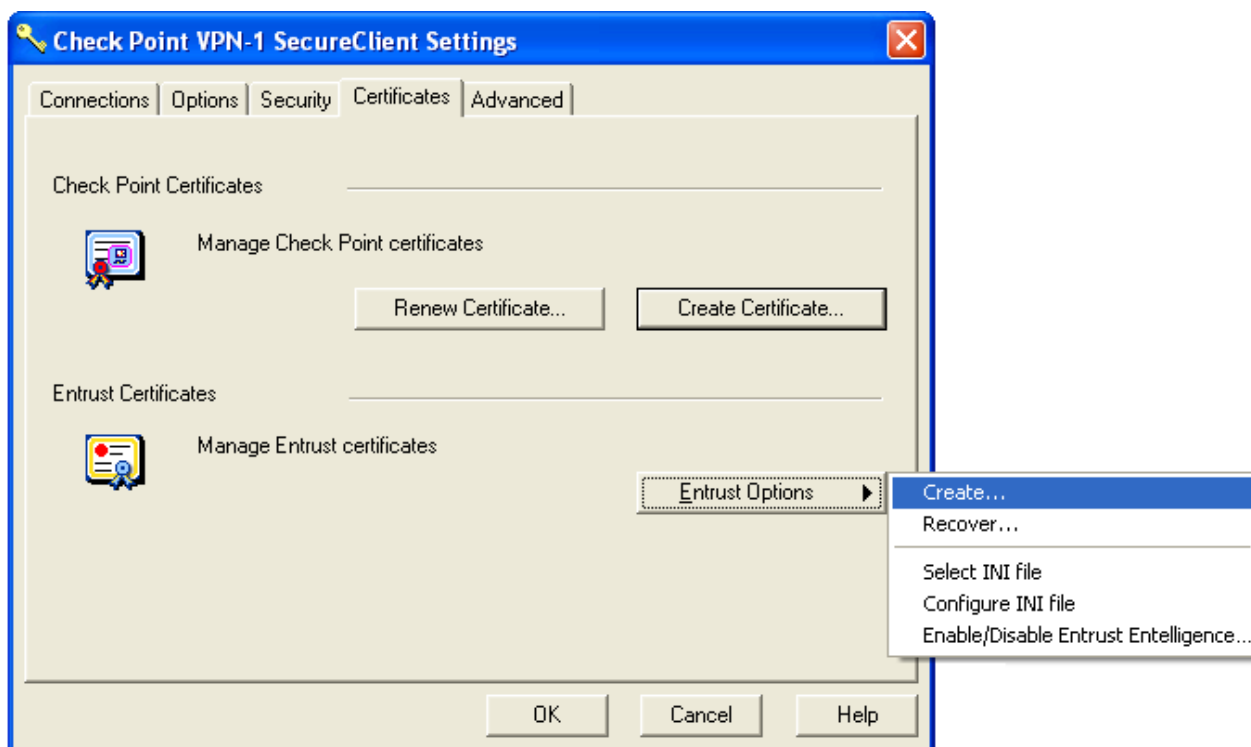 Check Point VPN-1 SecureClient Settings
Connections Options Security Certificates Advanced
Check Point Certificates
Manage Check Point certificates
Renew Certificate... Create Certificate...
Entrust Certificates
Manage Entrust certificates
Entrust Options
Create...
Recover...
Select INI file
Configure INI file
Enable/Disable Entrust Entelligence...
OK Cancel Help